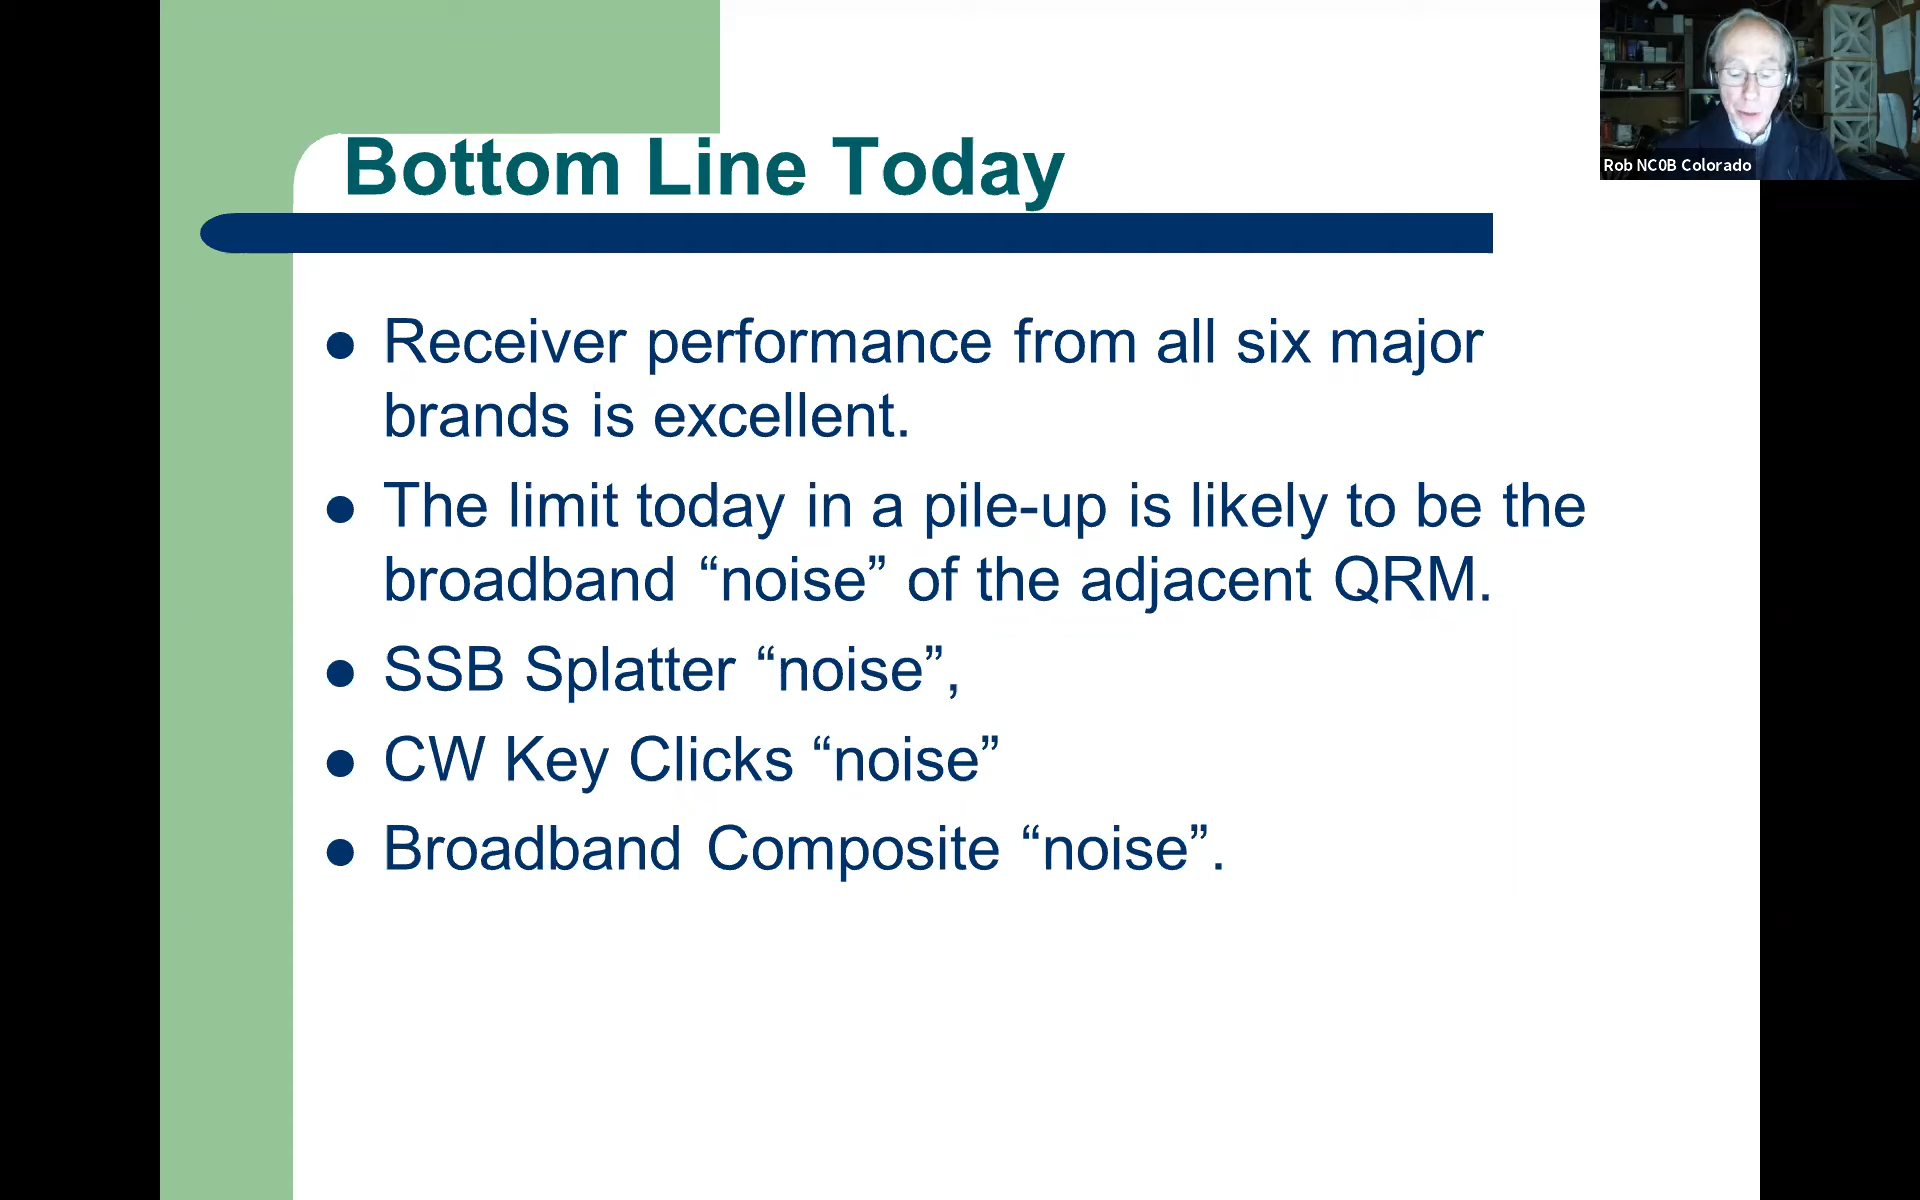 Bottom Line Today
Rob NC0B Colorado
● Receiver performance from all six major
brands is excellent.
● The limit today in a pile-up is likely to be the
broadband “noise” of the adjacent QRM.
● SSB Splatter “noise”,
● CW Key Clicks “noise”
● Broadband Composite “noise”.